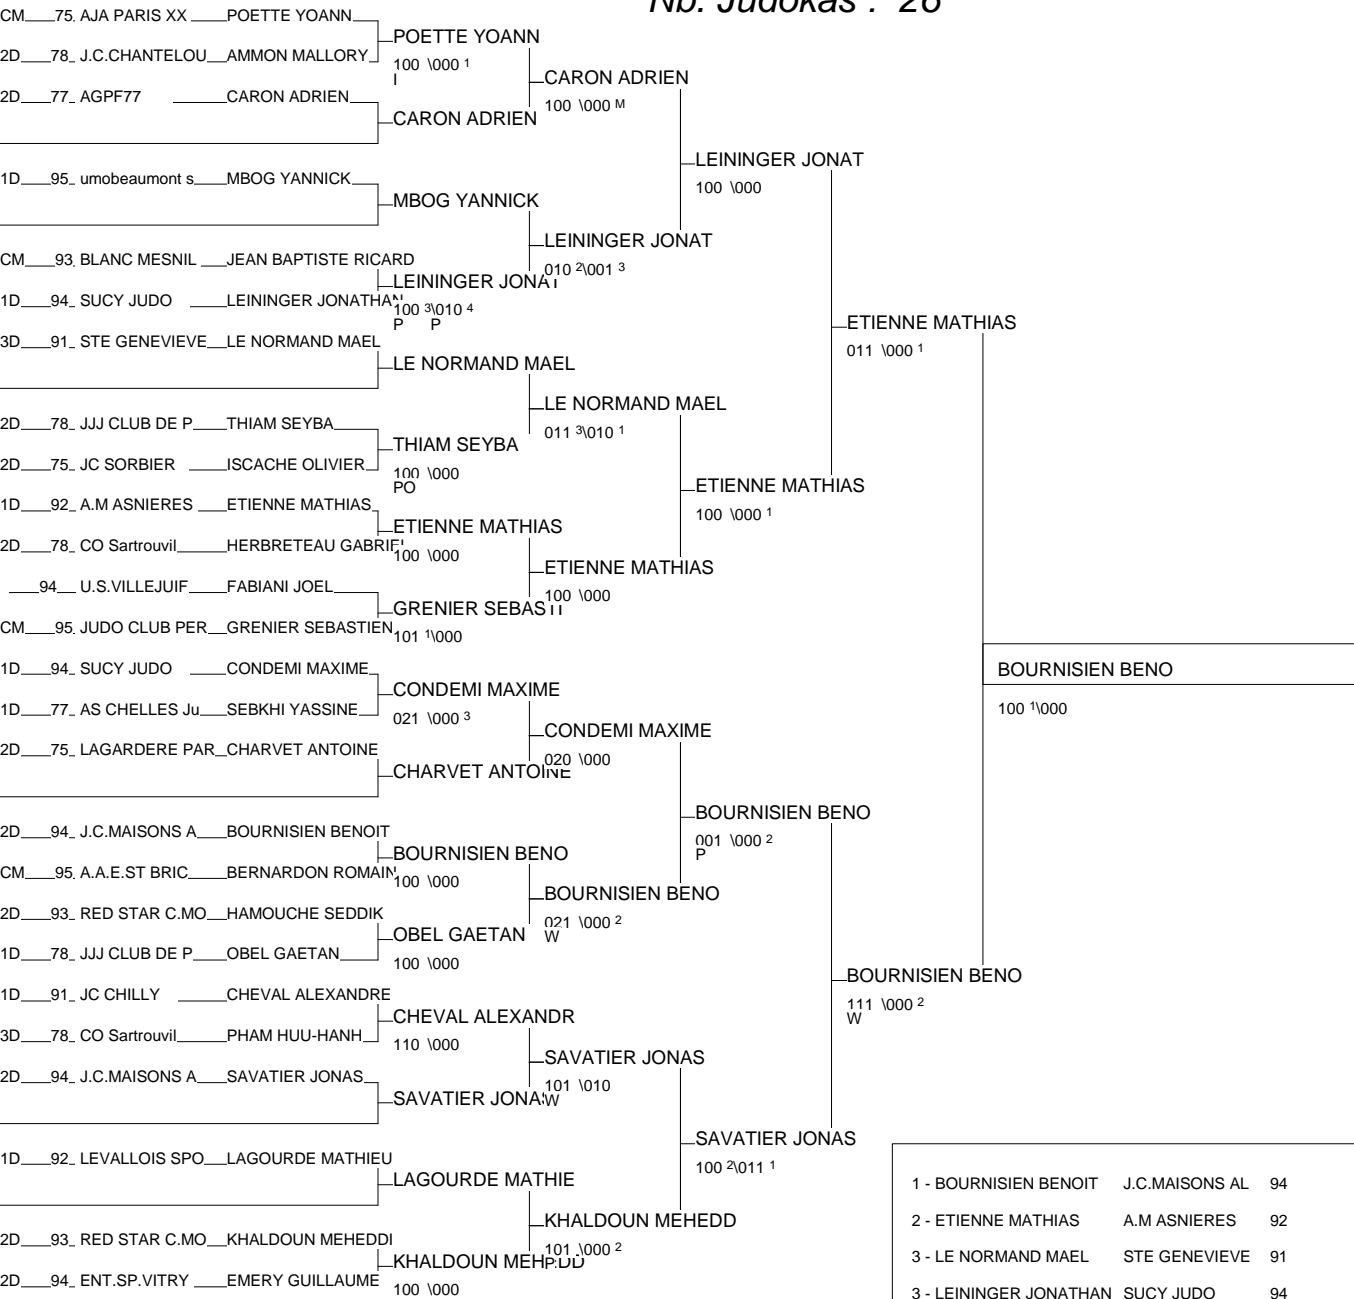 Nb. Judokas : 26
CM 75 AJA PARIS XX POETTE YOANN
POETTE YOANN
2D 78 J.C.CHANTELOU AMMON MALLORY
100 \000 1
I
CARON ADRIEN
100 \000 M
2D 77 AGPF77 CARON ADRIEN
CARON ADRIEN
LEININGER JONAT
100 \000
1D 95 umobeaumont s MBOG YANNICK
MBOG YANNICK
LEININGER JONAT
010 2\001 3
CM 93 BLANC MESNIL JEAN BAPTISTE RICARD
LEININGER JONAT
1D 94 SUCY JUDO LEININGER JONATHAN
100 3\010 4
P P
ETIENNE MATHIAS
011 \000 1
3D 91 STE GENEVIEVE LE NORMAND MAEL
LE NORMAND MAEL
LE NORMAND MAEL
011 3\010 1
2D 78 JJJ CLUB DE P THIAM SEYBA
THIAM SEYBA
2D 75 JC SORBIER ISCACHE OLIVIER
100 \000
PO
ETIENNE MATHIAS
100 \000 1
1D 92 A.M ASNIERES ETIENNE MATHIAS
ETIENNE MATHIAS
2D 78 CO Sartrouvil HERBRETEAU GABRIEL
100 \000
ETIENNE MATHIAS
100 \000
94 U.S.VILLEJUIF FABIANI JOEL
GRENIER SEBASTI
CM 95 JUDO CLUB PER GRENIER SEBASTIEN
101 1\000
BOURNISIEN BENO
100 1\000
1D 94 SUCY JUDO CONDEMI MAXIME
CONDEMI MAXIME
1D 77 AS CHELLES Ju SEBKHI YASSINE
021 \000 3
CONDEMI MAXIME
020 \000
2D 75 LAGARDERE PAR CHARVET ANTOINE
CHARVET ANTOINE
BOURNISIEN BENO
001 \000 2
P
2D 94 J.C.MAISONS A BOURNISIEN BENOIT
BOURNISIEN BENO
CM 95 A.A.E.ST BRIC BERNARDON ROMAIN
100 \000
BOURNISIEN BENO
021 \000 2
W
2D 93 RED STAR C.MO HAMOUCHE SEDDIK
OBEL GAETAN
1D 78 JJJ CLUB DE P OBEL GAETAN
100 \000
BOURNISIEN BENO
111 \000 2
W
1D 91 JC CHILLY CHEVAL ALEXANDRE
CHEVAL ALEXANDR
3D 78 CO Sartrouvil PHAM HUU-HANH
110 \000
SAVATIER JONAS
101 \010
W
2D 94 J.C.MAISONS A SAVATIER JONAS
SAVATIER JONAS
SAVATIER JONAS
100 2\011 1
1D 92 LEVALLOIS SPO LAGOURDE MATHIEU
LAGOURDE MATHIE
KHALDOUN MEHEDD
101 \000 2
P
2D 93 RED STAR C.MO KHALDOUN MEHEDDI
KHALDOUN MEHEDD
2D 94 ENT.SP.VITRY EMERY GUILLAUME
100 \000
1 - BOURNISIEN BENOIT J.C.MAISONS AL 94
2 - ETIENNE MATHIAS A.M ASNIERES 92
3 - LE NORMAND MAEL STE GENEVIEVE 91
3 - LEININGER JONATHAN SUCY JUDO 94